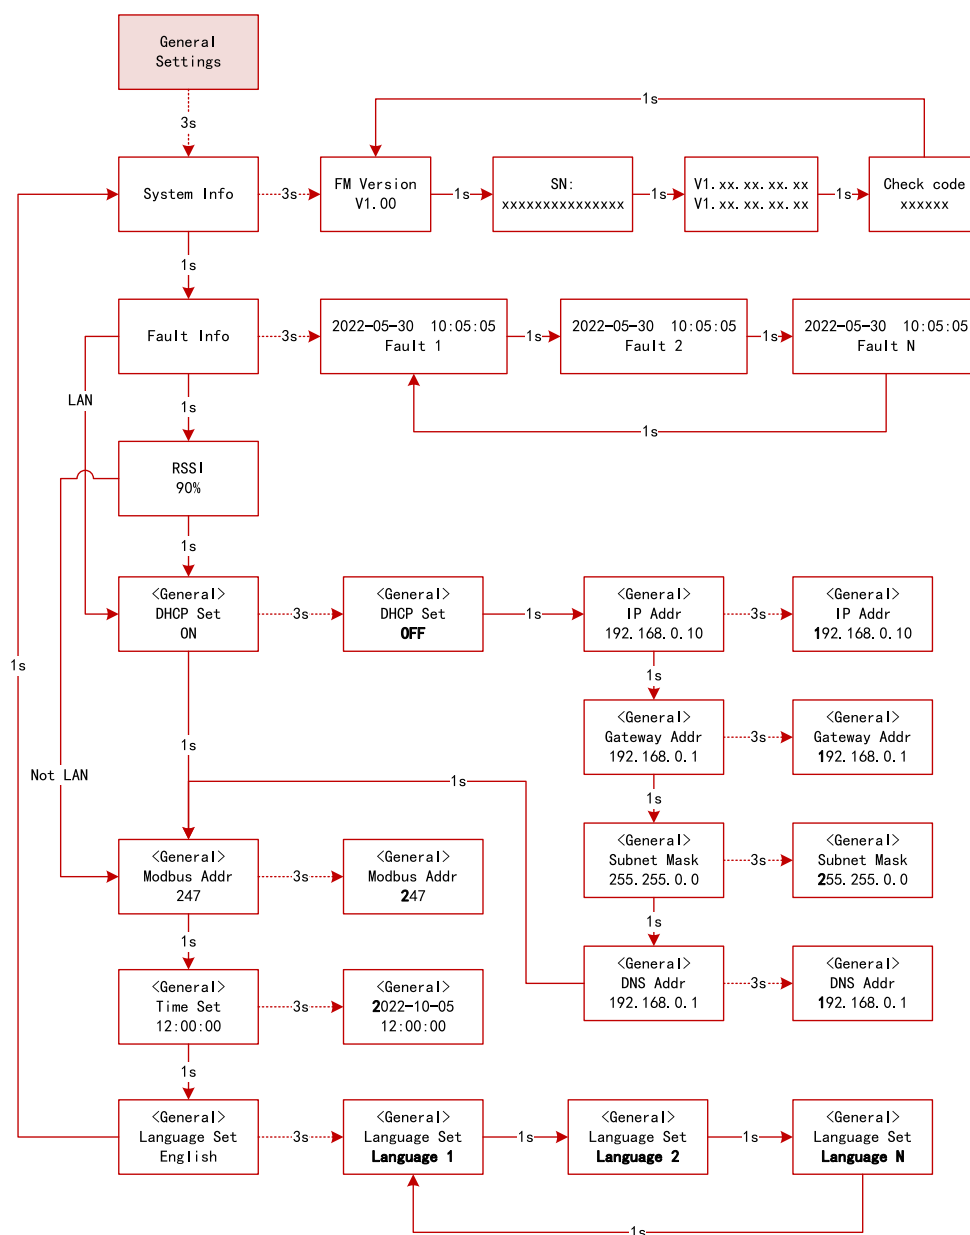 General
Settings
3s
1s
System Info
3s
FM Version
V1.00
1s
SN:
xxxxxxxxxxxxxxx
1s
V1.xx.xx.xx.xx
V1.xx.xx.xx.xx
1s
Check code
xxxxxx
1s
Fault Info
3s
2022-05-30 10:05:05
Fault 1
1s
2022-05-30 10:05:05
Fault 2
1s
2022-05-30 10:05:05
Fault N
LAN
1s
1s
RSSI
90%
1s
<General>
DHCP Set
ON
3s
<General>
DHCP Set
OFF
1s
<General>
IP Addr
192.168.0.10
3s
<General>
IP Addr
192.168.0.10
1s
1s
1s
<General>
Gateway Addr
192.168.0.1
3s
<General>
Gateway Addr
192.168.0.1
Not LAN
1s
1s
<General>
Modbus Addr
247
3s
<General>
Modbus Addr
247
<General>
Subnet Mask
255.255.0.0
3s
<General>
Subnet Mask
255.255.0.0
1s
1s
<General>
Time Set
12:00:00
3s
<General>
22022-10-05
12:00:00
<General>
DNS Addr
192.168.0.1
3s
<General>
DNS Addr
192.168.0.1
1s
<General>
Language Set
English
3s
<General>
Language Set
Language 1
1s
<General>
Language Set
Language 2
1s
<General>
Language Set
Language N
1s